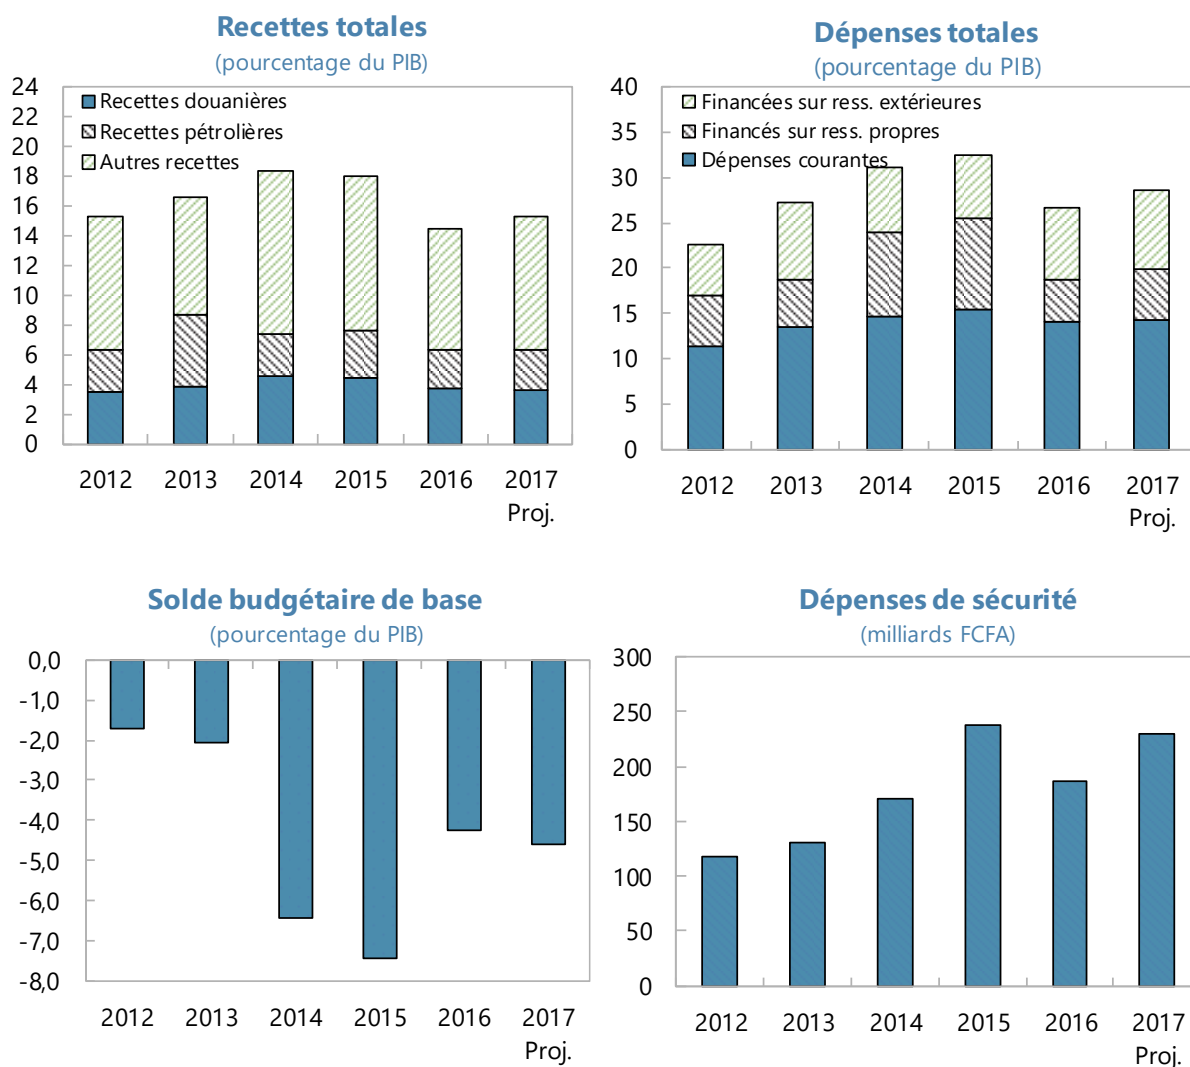 Recettes totales
(pourcentage du PIB)
24
22
20
18
16
14
12
10
8
6
4
2
0
Recettes douanières
Recettes pétrolières
Autres recettes
2012 2013 2014 2015 2016 2017
Proj.
Dépenses totales
(pourcentage du PIB)
40
35
30
25
20
15
10
5
0
Financées sur ress. extérieures
Financés sur ress. propres
Dépenses courantes
2012 2013 2014 2015 2016 2017
Proj.
Solde budgétaire de base
(pourcentage du PIB)
0,0
-1,0
-2,0
-3,0
-4,0
-5,0
-6,0
-7,0
-8,0
2012 2013 2014 2015 2016 2017
Proj.
Dépenses de sécurité
(milliards FCFA)
300
250
200
150
100
50
0
2012 2013 2014 2015 2016 2017
Proj.